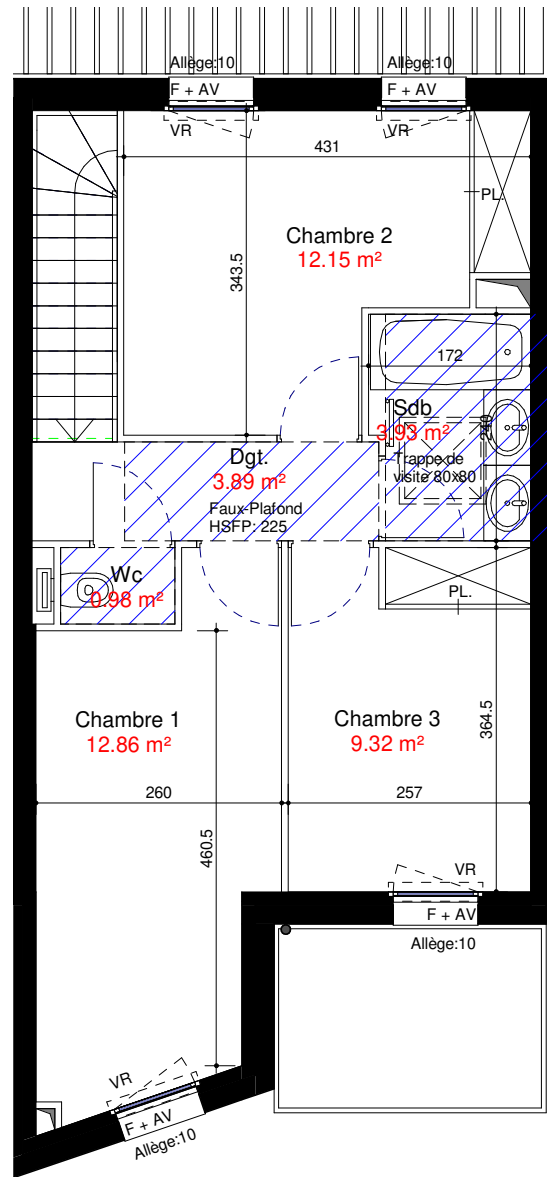 Allège:10
Allège:10
F + AV
F + AV
VR
VR
431
PL.
Chambre 2
12.15 m²
343.5
172
Sdb
3.93 m²
240
Trappe de
visite 80x80
Dgt.
3.89 m²
Faux-Plafond
HSFP: 225
Wc
0.98 m²
PL.
Chambre 1
12.86 m²
Chambre 3
9.32 m²
364.5
260
257
460.5
VR
F + AV
Allège:10
VR
F + AV
Allège:10